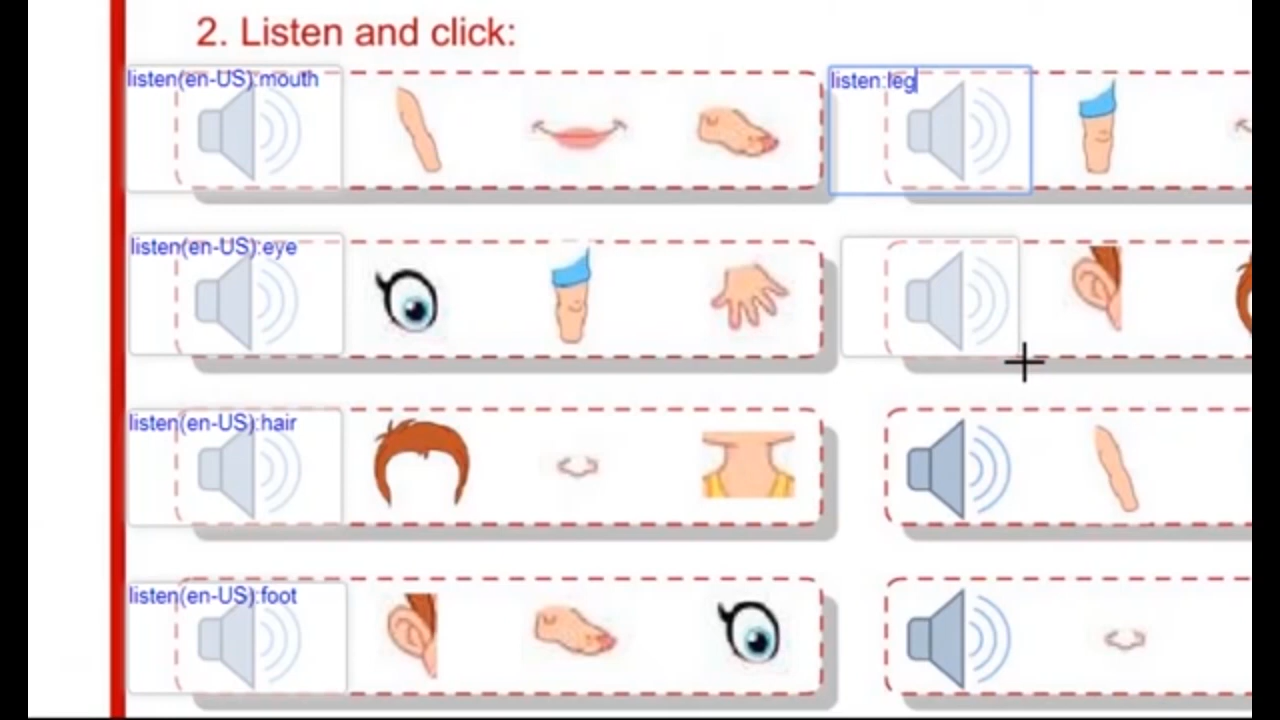 2. Listen and click:
listen(en-US):mouth
listen:leg
listen(en-US):eye
listen(en-US):hair
listen(en-US):foot